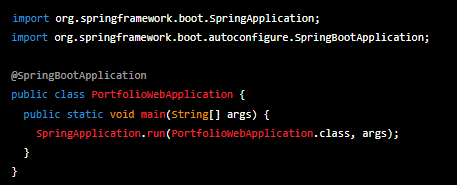 import org.springframework.boot.SpringApplication;
import org.springframework.boot.autoconfigure.SpringBootApplication;
@SpringBootApplication
public class PortfolioWebApplication {
public static void main(String[] args) {
SpringApplication.run(PortfolioWebApplication.class, args);
}
}